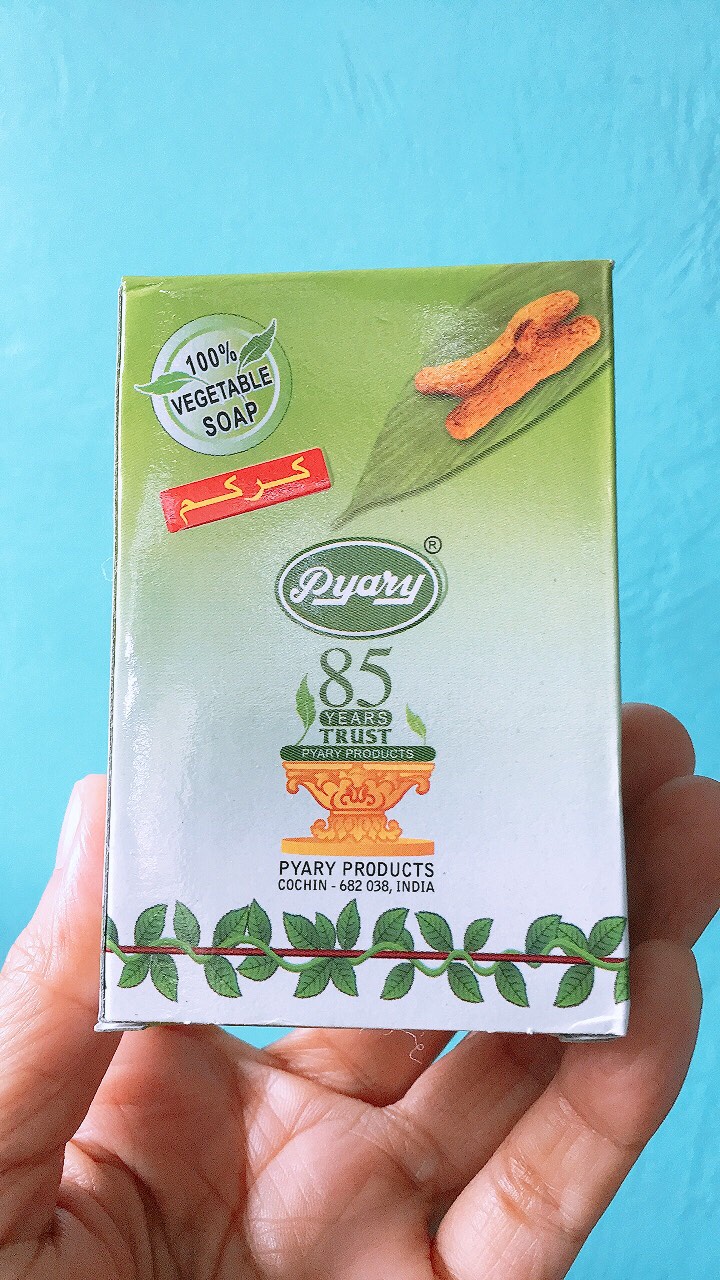 100%
VEGETABLE
SOAP
كركم
Pyary ®
85
YEARS
TRUST
PYARY PRODUCTS
PYARY PRODUCTS
COCHIN - 682 038, INDIA